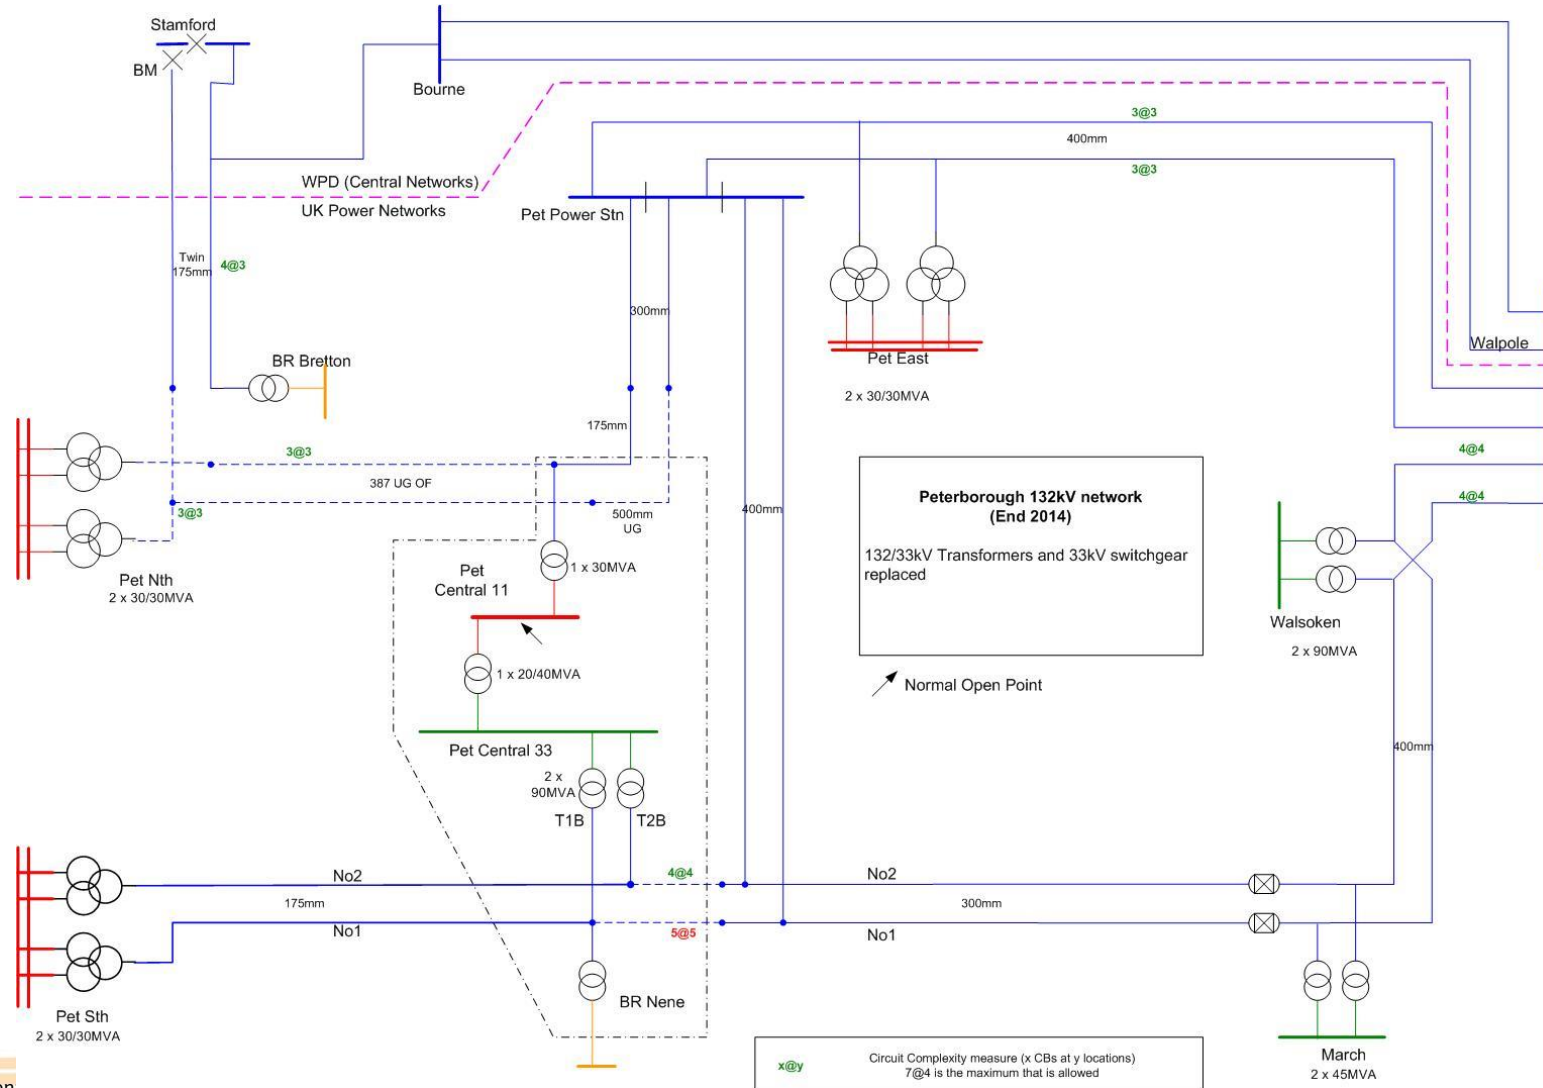 Stamford
BM
Bourne
3@3
400mm
3@3
WPD (Central Networks)
UK Power Networks
Pet Power Stn
Twin
175mm
4@3
300mm
Walpole
BR Bretton
Pet East
2 x 30/30MVA
175mm
3@3
387 UG OF
3@3
500mm
UG
400mm
4@4
4@4
Peterborough 132kV network
(End 2014)
132/33kV Transformers and 33kV switchgear
replaced
Pet Nth
2 x 30/30MVA
Pet
Central 11
1 x 30MVA
Walsoken
2 x 90MVA
1 x 20/40MVA
Normal Open Point
Pet Central 33
2 x
90MVA
T1B
T2B
400mm
No2
4@4
No2
175mm
300mm
No1
5@5
No1
BR Nene
Pet Sth
2 x 30/30MVA
March
2 x 45MVA
x@y
Circuit Complexity measure (x CBs at y locations)
7@4 is the maximum that is allowed